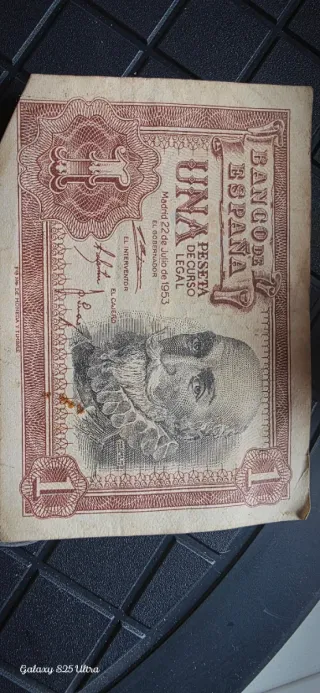 BANCO DE
ESPAÑA
UNA PESETA
DE CURSO
LEGAL
Madrid 22 de Julio de 1953
EL GOBERNADOR
EL INTERVENTOR
EL CAJERO
1
1
1
Galaxy S25 Ultra